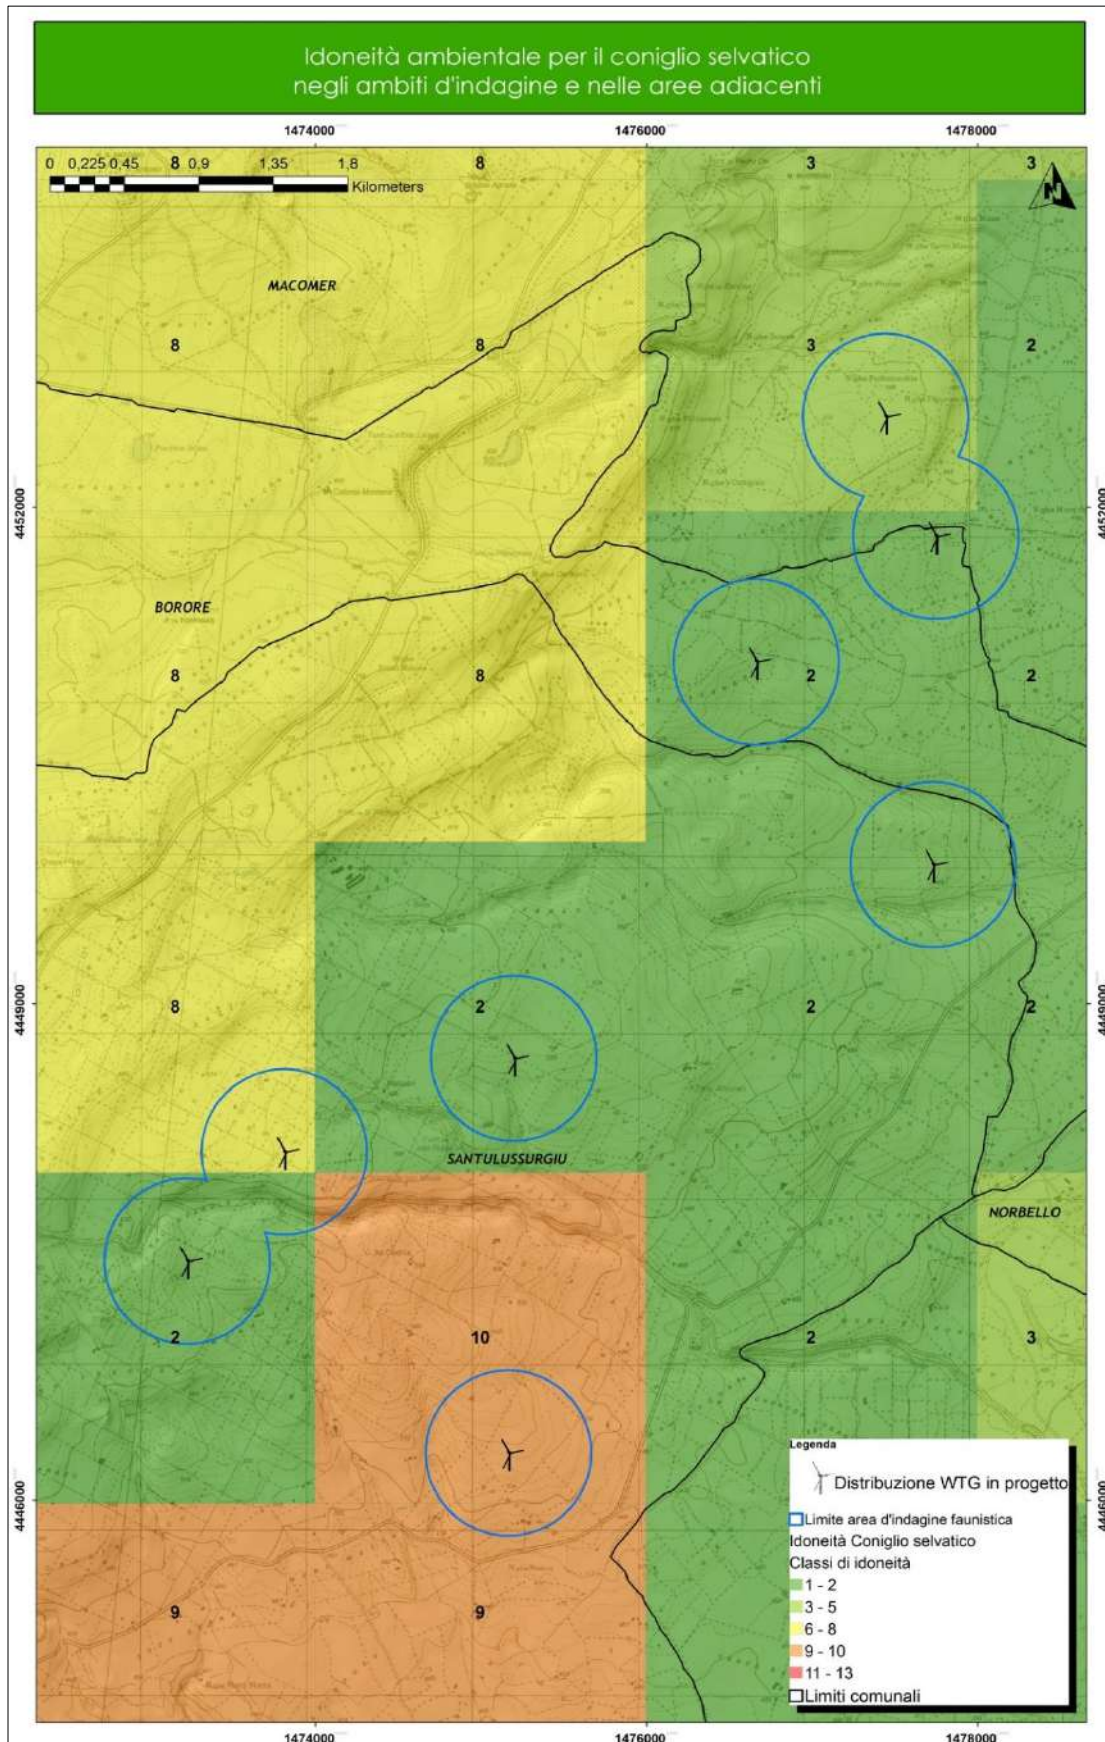 Idoneità ambientale per il coniglio selvatico
negli ambiti d'indagine e nelle aree adiacenti
1474000 1476000 1478000
0 0,225 0,45 0,9 1,35 1,8
Kilometers
8 8 3 3
N
MACOMER
8 8 3 2
4452000 4452000
BORORE
8 8 2 2
4449000 4449000
8 2 2 2
SANTULUSSURGIU
NORBELLO
2 10 2 3
4446000 4446000
9 9
Legenda
Distribuzione WTG in progetto
Limite area d'indagine faunistica
Idoneità Coniglio selvatico
Classi di idoneità
1 - 2
3 - 5
6 - 8
9 - 10
11 - 13
Limiti comunali
1474000 1476000 1478000